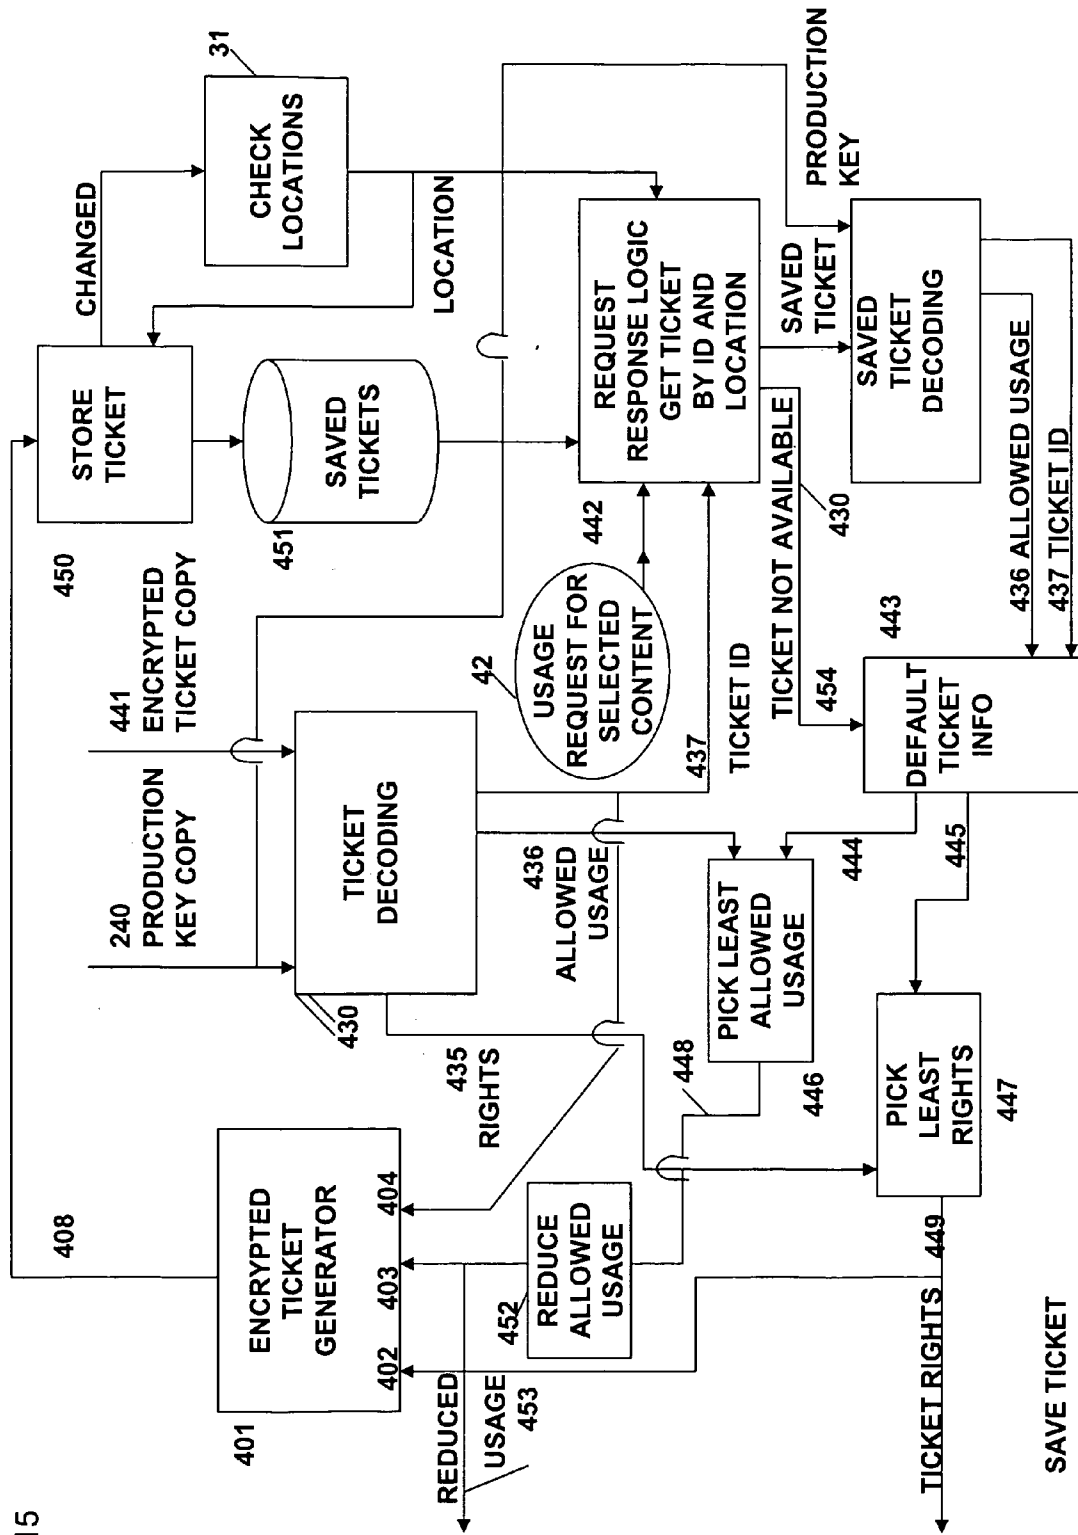 15
408
450
STORE
TICKET
CHANGED
31
CHECK
LOCATIONS
LOCATION
451
SAVED
TICKETS
441
ENCRYPTED
TICKET COPY
240
PRODUCTION
KEY COPY
401
ENCRYPTED
TICKET
GENERATOR
402
403
404
430
TICKET
DECODING
435
RIGHTS
436
ALLOWED
USAGE
42
USAGE
REQUEST FOR
SELECTED
CONTENT
442
REQUEST
RESPONSE LOGIC
GET TICKET
BY ID AND
LOCATION
437
TICKET ID
TICKET NOT AVAILABLE
430
454
SAVED
TICKET
PRODUCTION
KEY
SAVED
TICKET
DECODING
436 ALLOWED USAGE
437 TICKET ID
443
DEFAULT
TICKET
INFO
444
445
PICK LEAST
ALLOWED
USAGE
446
448
PICK
LEAST
RIGHTS
447
449
452
REDUCE
ALLOWED
USAGE
REDUCED
USAGE
453
TICKET RIGHTS
SAVE TICKET